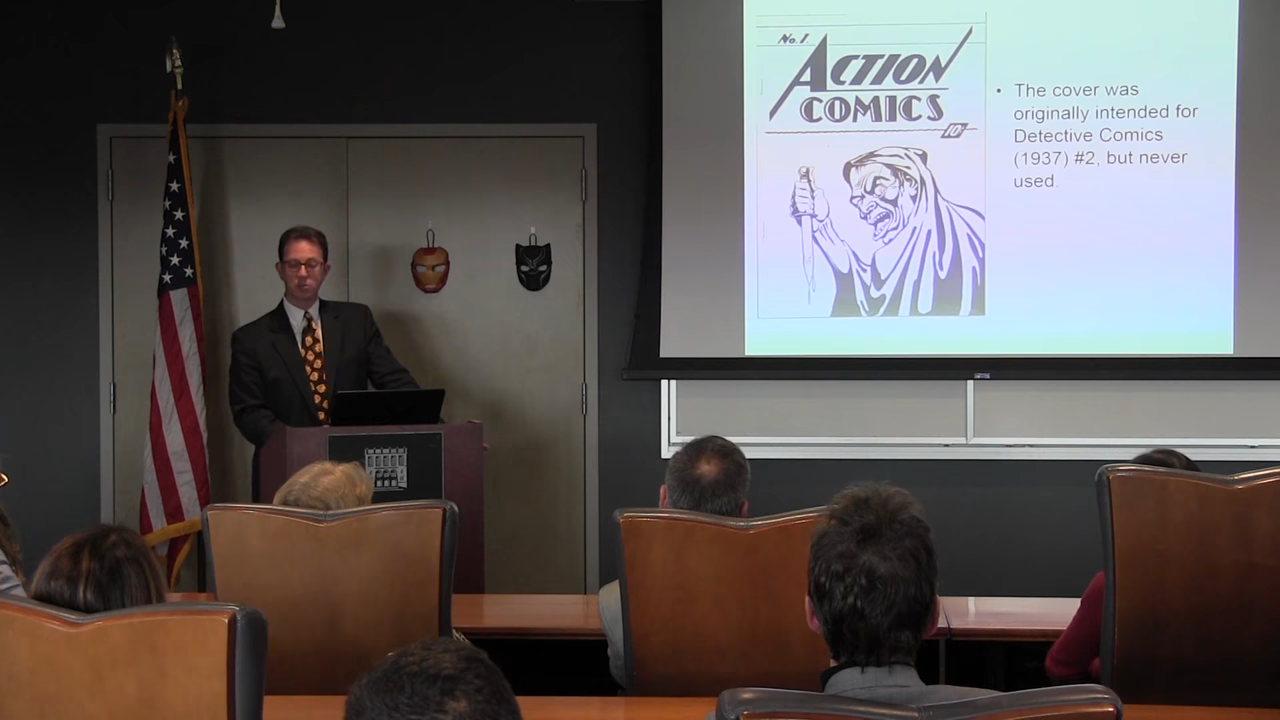 No. 1.
ACTION
COMICS
10¢
• The cover was
originally intended for
Detective Comics
(1937) #2, but never
used.